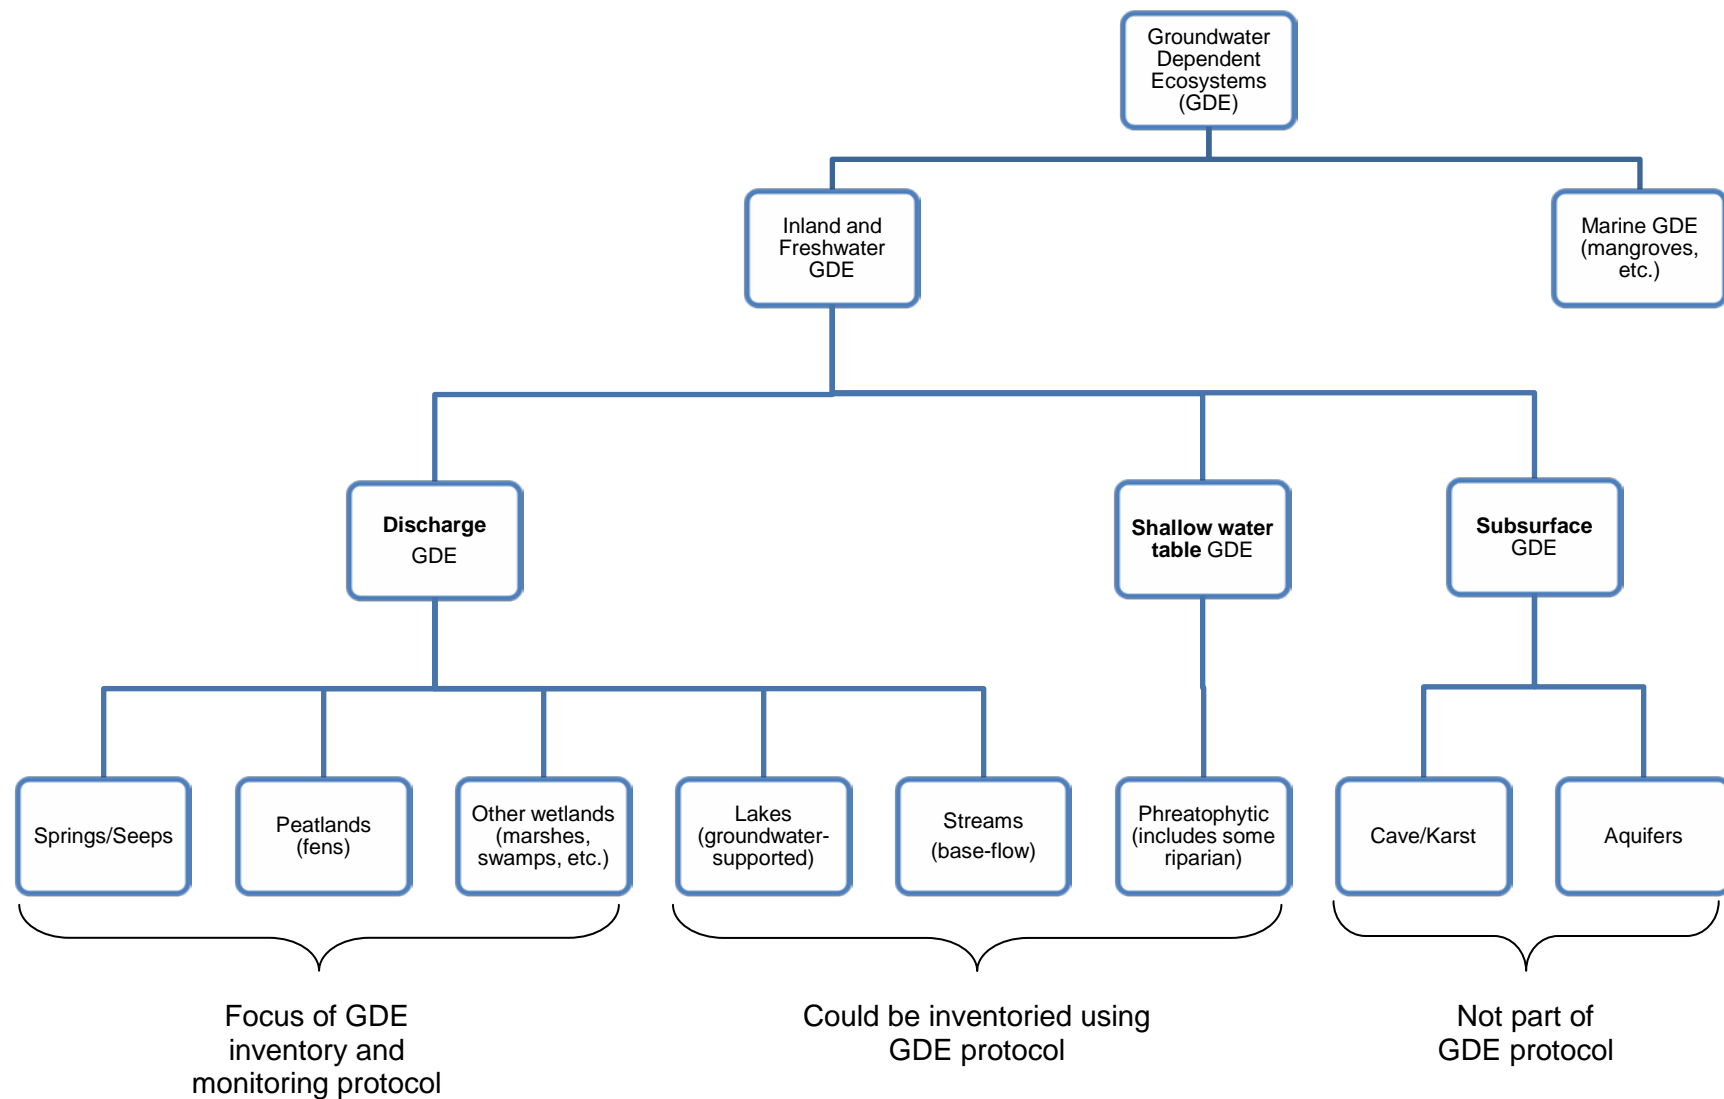 Groundwater
Dependent
Ecosystems
(GDE)
Inland and
Freshwater
GDE
Marine GDE
(mangroves,
etc.)
Discharge
GDE
Shallow water
table GDE
Subsurface
GDE
Springs/Seeps
Peatlands
(fens)
Other wetlands
(marshes,
swamps, etc.)
Lakes
(groundwater-
supported)
Streams
(base-flow)
Phreatophytic
(includes some
riparian)
Cave/Karst
Aquifers
Focus of GDE
inventory and
monitoring protocol
Could be inventoried using
GDE protocol
Not part of
GDE protocol